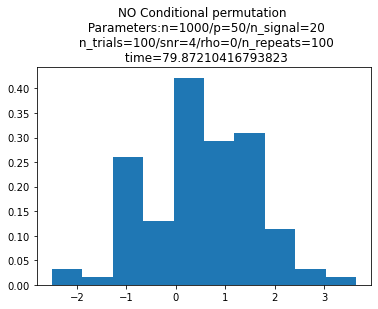 NO Conditional permutation
Parameters:n=1000/p=50/n_signal=20
n_trials=100/snr=4/rho=0/n_repeats=100
time=79.87210416793823
0.40
0.35
0.30
0.25
0.20
0.15
0.10
0.05
0.00
−2 −1 0 1 2 3